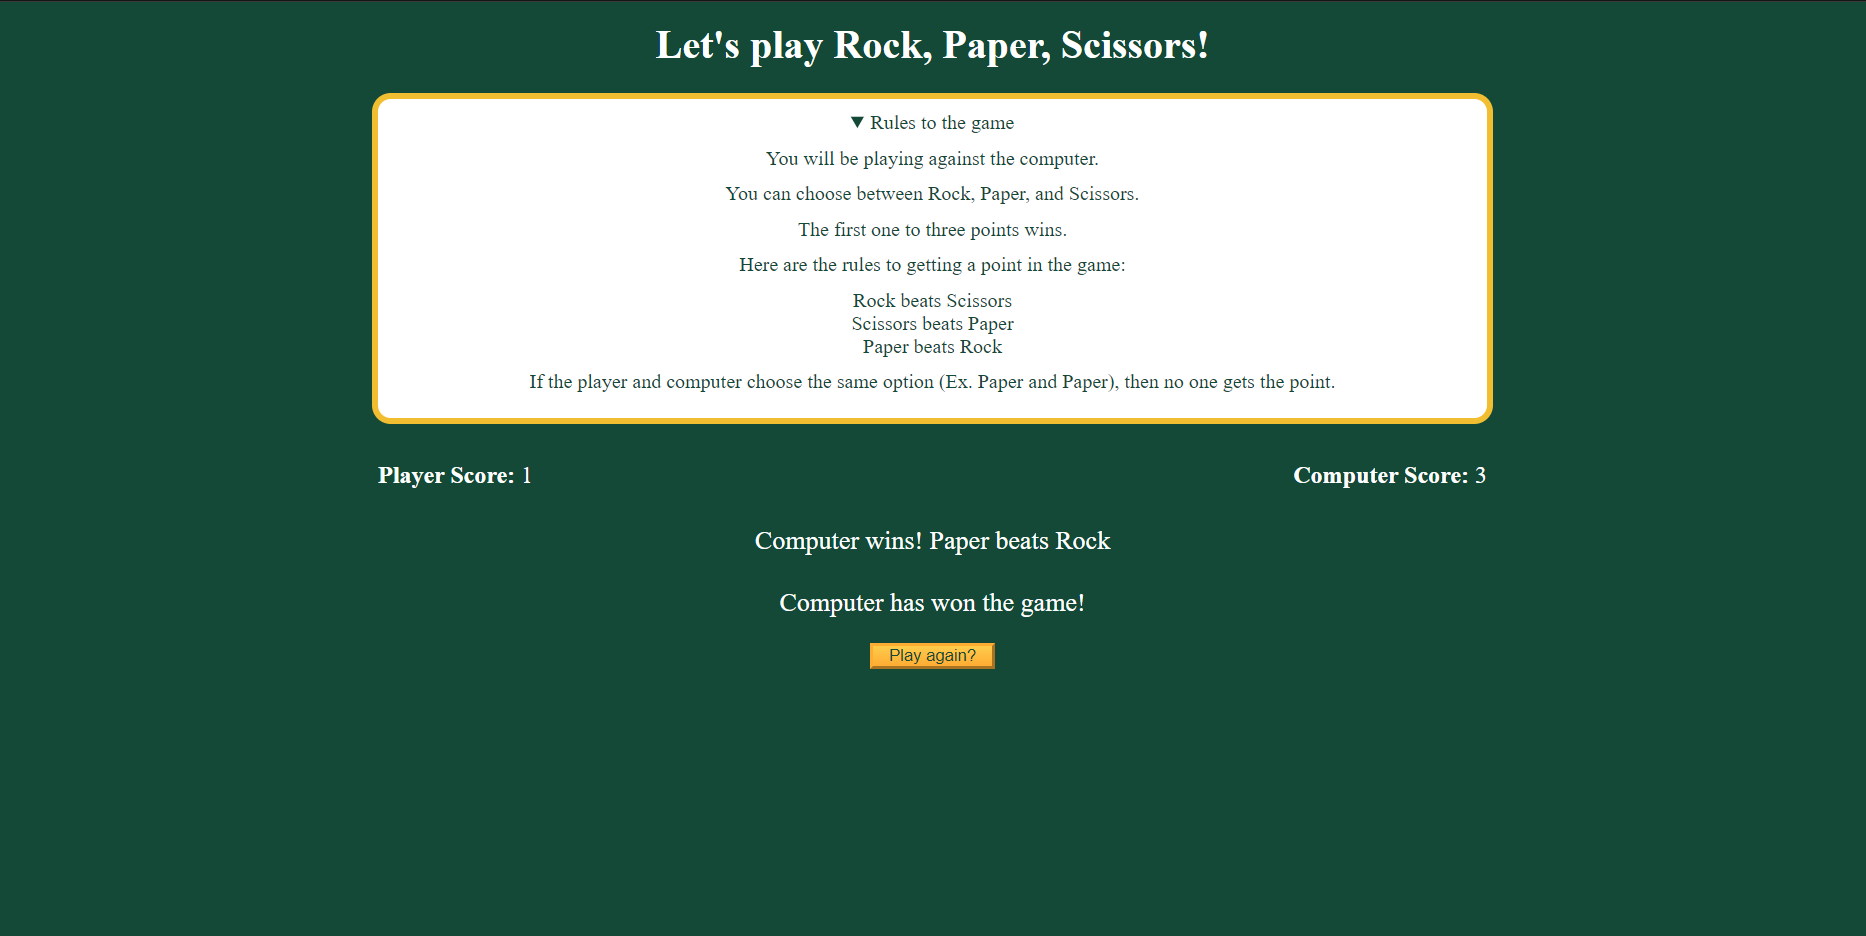 Let's play Rock, Paper, Scissors!
Rules to the game
You will be playing against the computer.
You can choose between Rock, Paper, and Scissors.
The first one to three points wins.
Here are the rules to getting a point in the game:
Rock beats Scissors
Scissors beats Paper
Paper beats Rock
If the player and computer choose the same option (Ex. Paper and Paper), then no one gets the point.
Player Score: 1
Computer Score: 3
Computer wins! Paper beats Rock
Computer has won the game!
Play again?